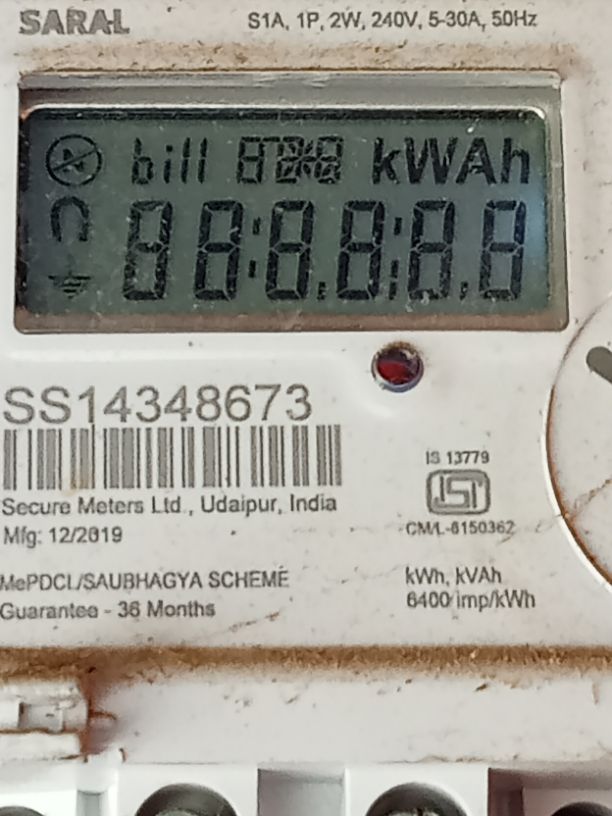 SARAL S1A, 1P, 2W, 240V, 5-30A, 50Hz
bill 888 kWAh
88:8.8:8.8
SS14348673
Secure Meters Ltd., Udaipur, India
Mfg: 12/2019
IS 13779
CM/L-6150362
MePDCL/SAUBHAGYA SCHEME
Guarantee - 36 Months
kWh, kVAh
6400 imp/kWh